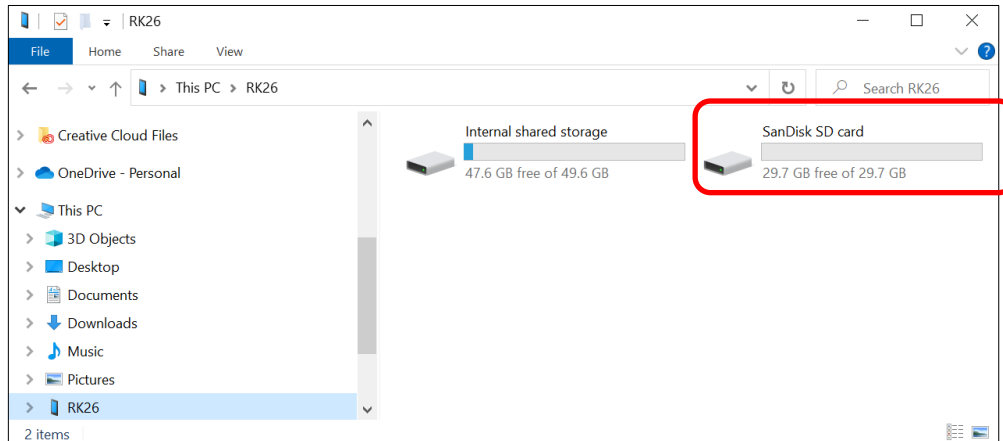 RK26
File Home Share View
This PC > RK26
Search RK26
Creative Cloud Files
OneDrive - Personal
This PC
3D Objects
Desktop
Documents
Downloads
Music
Pictures
RK26
Internal shared storage
47.6 GB free of 49.6 GB
SanDisk SD card
29.7 GB free of 29.7 GB
2 items